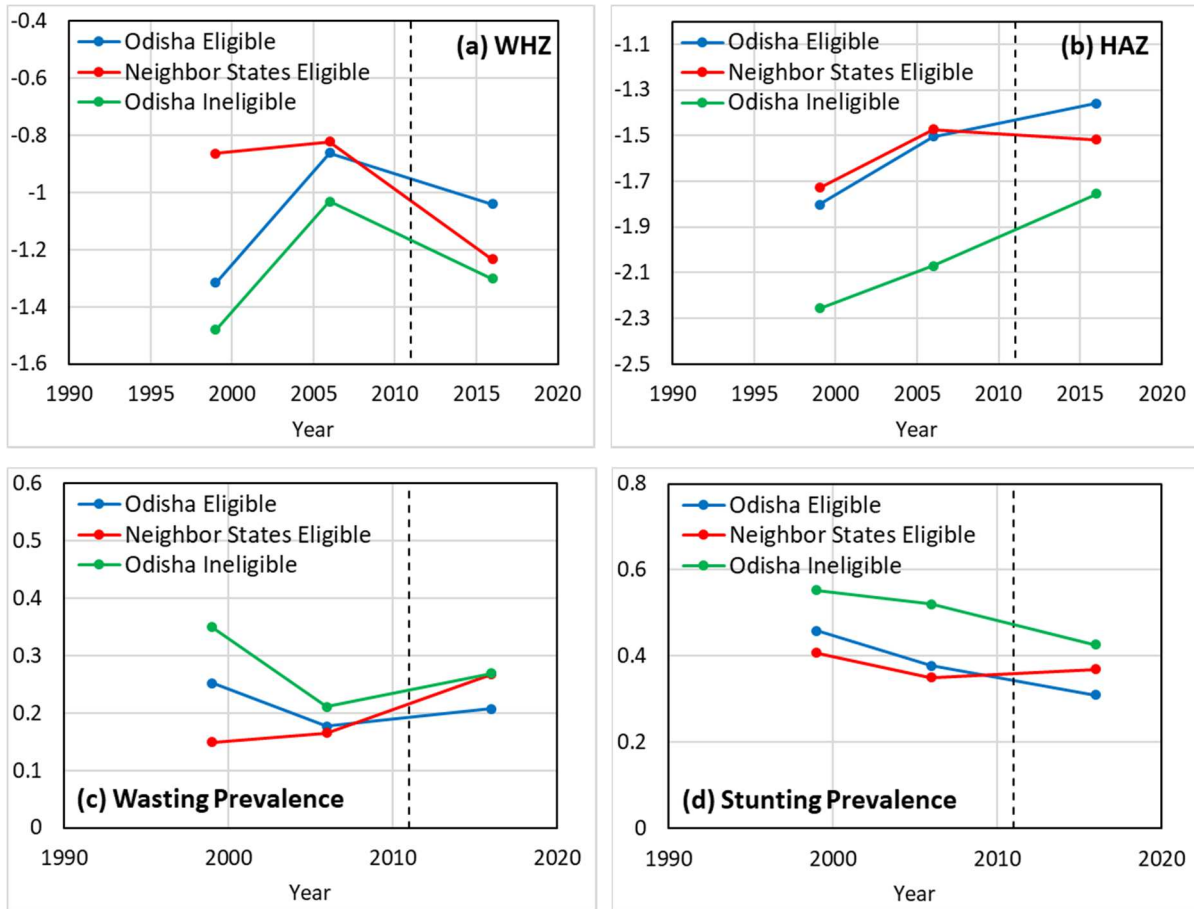 (a) WHZ
Odisha Eligible
Neighbor States Eligible
Odisha Ineligible
-0.4
-0.6
-0.8
-1
-1.2
-1.4
-1.6
1990 1995 2000 2005 2010 2015 2020
Year
(b) HAZ
Odisha Eligible
Neighbor States Eligible
Odisha Ineligible
-1.1
-1.3
-1.5
-1.7
-1.9
-2.1
-2.3
-2.5
1990 1995 2000 2005 2010 2015 2020
Year
Odisha Eligible
Neighbor States Eligible
Odisha Ineligible
0.6
0.5
0.4
0.3
0.2
0.1
0
(c) Wasting Prevalence
1990 2000 2010 2020
Year
Odisha Eligible
Neighbor States Eligible
Odisha Ineligible
0.8
0.6
0.4
0.2
0
(d) Stunting Prevalence
1990 2000 2010 2020
Year